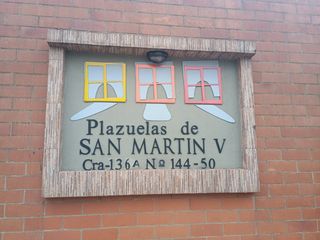 Plazuelas de
SAN MARTIN V
Cra-136A Nº 144-50